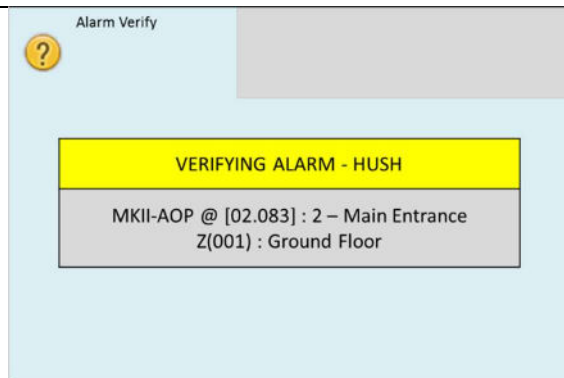 Alarm Verify
?
VERIFYING ALARM - HUSH
MKII-AOP @ [02.083] : 2 – Main Entrance
Z(001) : Ground Floor